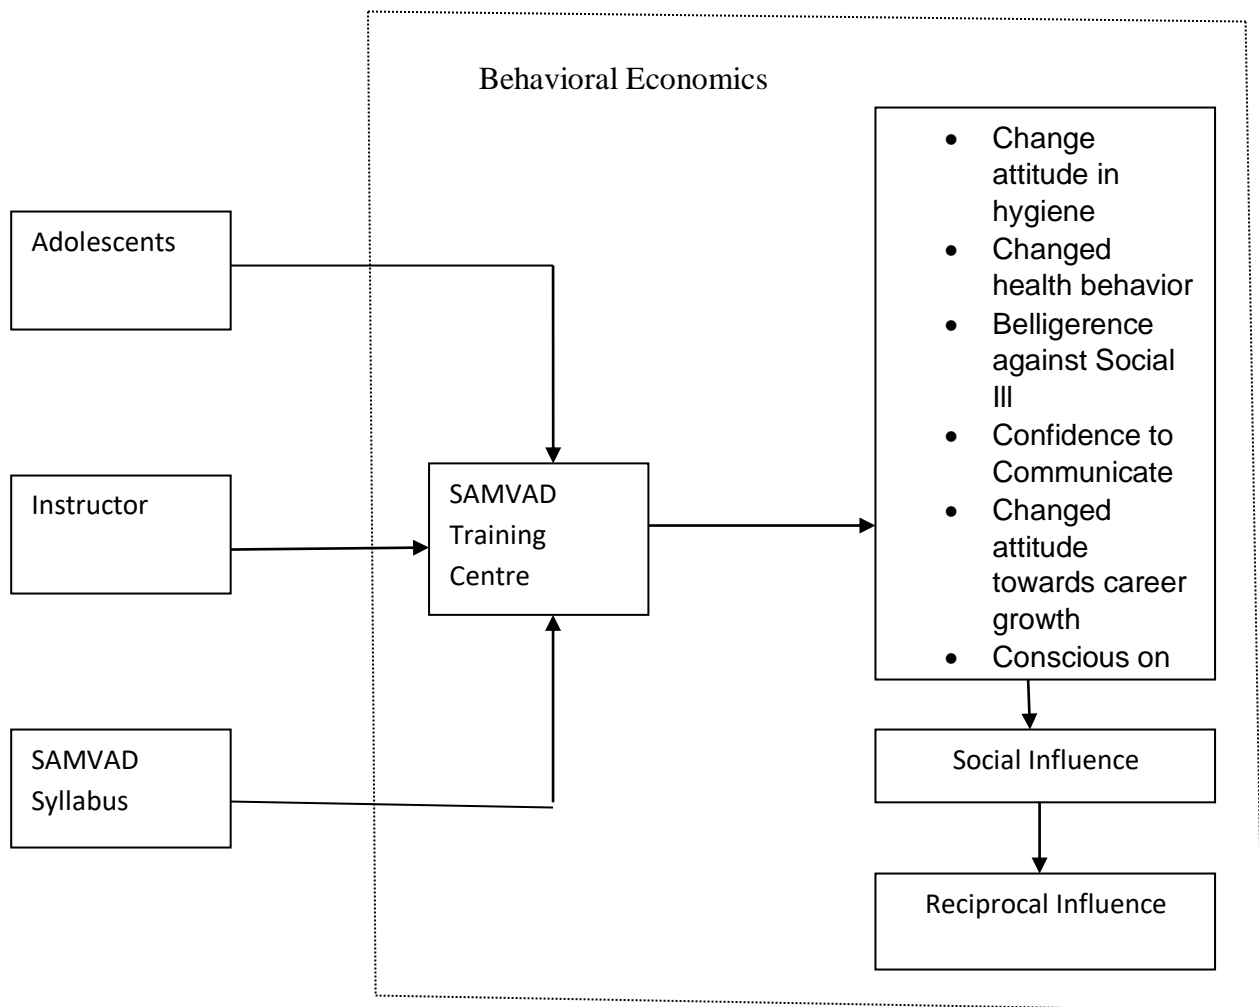 Behavioral Economics
Adolescents
Instructor
SAMVAD
Syllabus
SAMVAD
Training
Centre
• Change
attitude in
hygiene
• Changed
health behavior
• Belligerence
against Social
Ill
• Confidence to
Communicate
• Changed
attitude
towards career
growth
• Conscious on
Social Influence
Reciprocal Influence